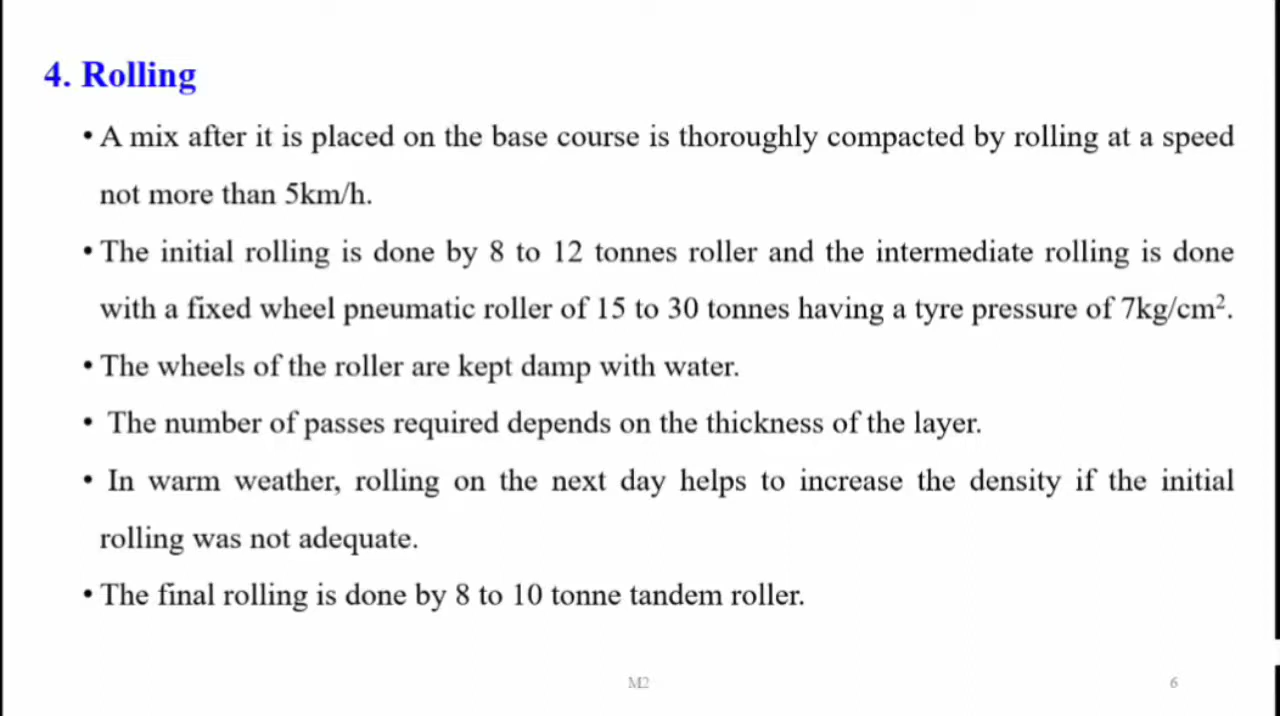 4. Rolling
• A mix after it is placed on the base course is thoroughly compacted by rolling at a speed
not more than 5km/h.
• The initial rolling is done by 8 to 12 tonnes roller and the intermediate rolling is done
with a fixed wheel pneumatic roller of 15 to 30 tonnes having a tyre pressure of 7kg/cm².
• The wheels of the roller are kept damp with water.
• The number of passes required depends on the thickness of the layer.
• In warm weather, rolling on the next day helps to increase the density if the initial
rolling was not adequate.
• The final rolling is done by 8 to 10 tonne tandem roller.
M2
6